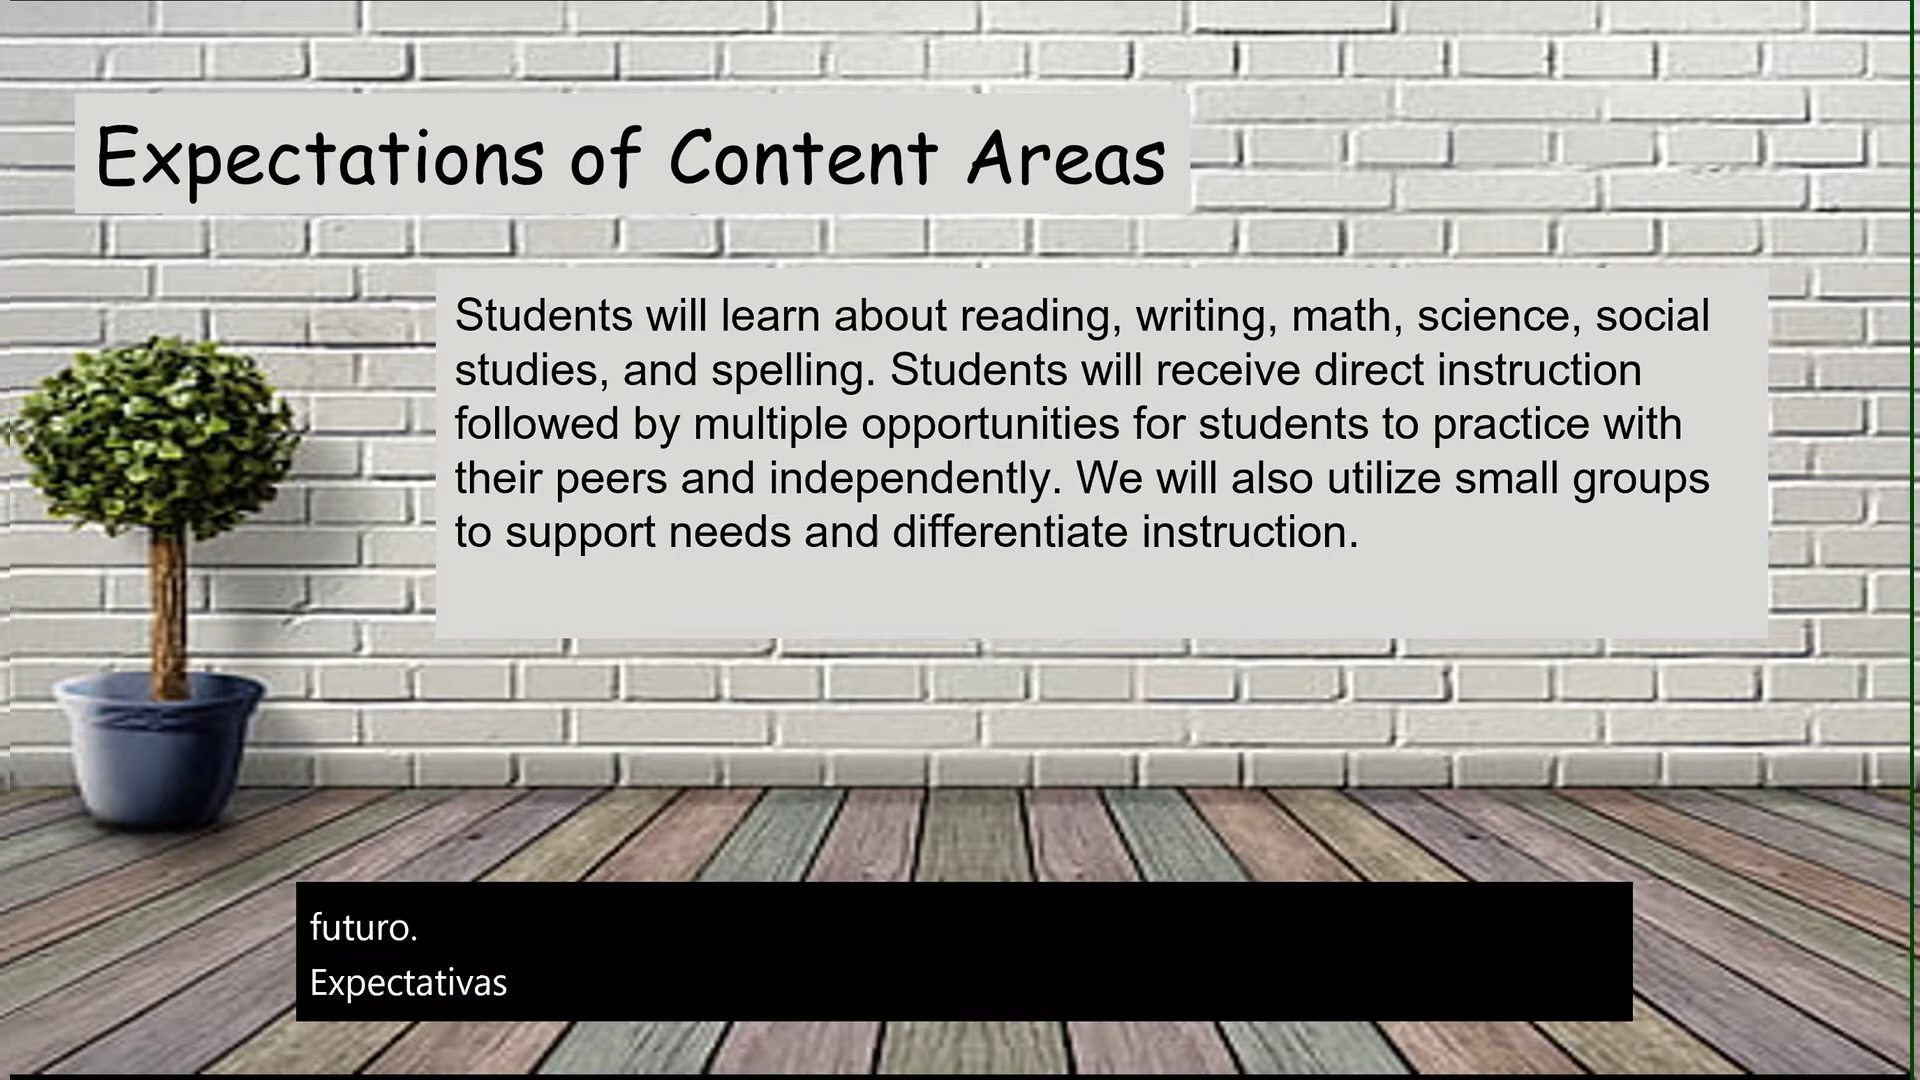 Expectations of Content Areas
Students will learn about reading, writing, math, science, social
studies, and spelling. Students will receive direct instruction
followed by multiple opportunities for students to practice with
their peers and independently. We will also utilize small groups
to support needs and differentiate instruction.
futuro.
Expectativas